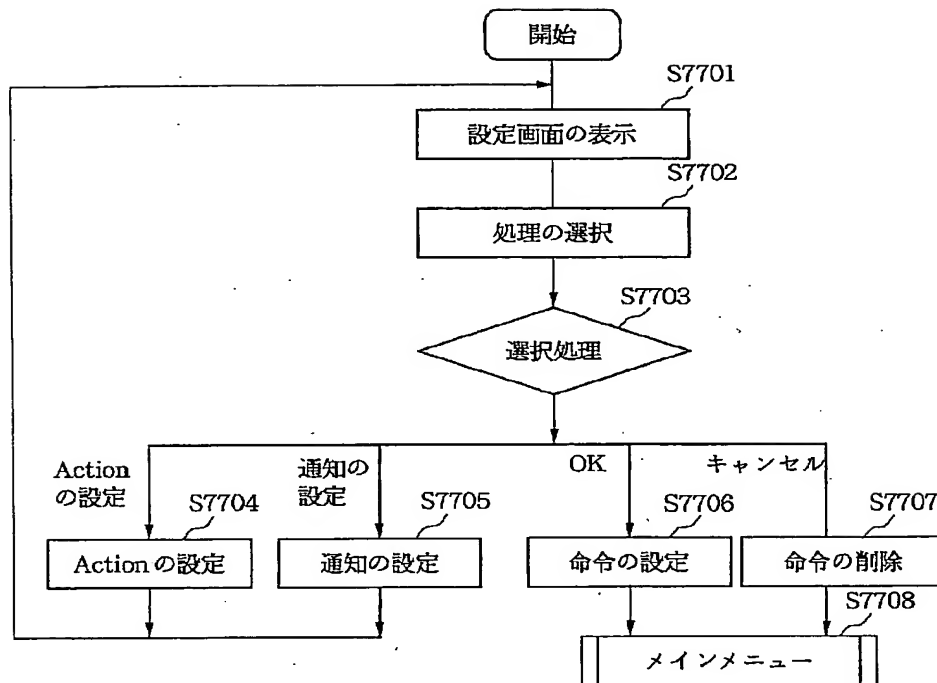 開始
S7701
設定画面の表示
S7702
処理の選択
S7703
選択処理
Action
の設定
通知の
設定
OK
キャンセル
S7704
S7705
S7706
S7707
Actionの設定
通知の設定
命令の設定
命令の削除
S7708
メインメニュー